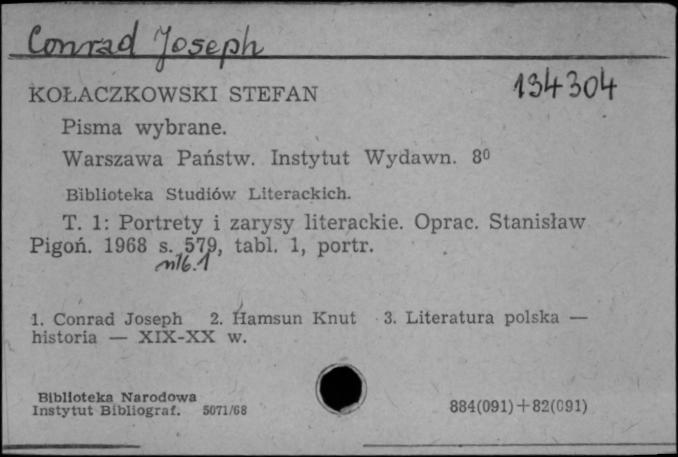 Conrad Joseph
KOŁACZKOWSKI STEFAN 134304
Pisma wybrane.
Warszawa Państw. Instytut Wydawn. 8⁰
Biblioteka Studiów Literackich.
T. 1: Portrety i zarysy literackie. Oprac. Stanisław
Pigoń. 1968 s. 579, tabl. 1, portr.
1. Conrad Joseph 2. Hamsun Knut 3. Literatura polska —
historia — XIX-XX w.
Biblioteka Narodowa
Instytut Bibliograf. 5071/68
884(091)+82(091)